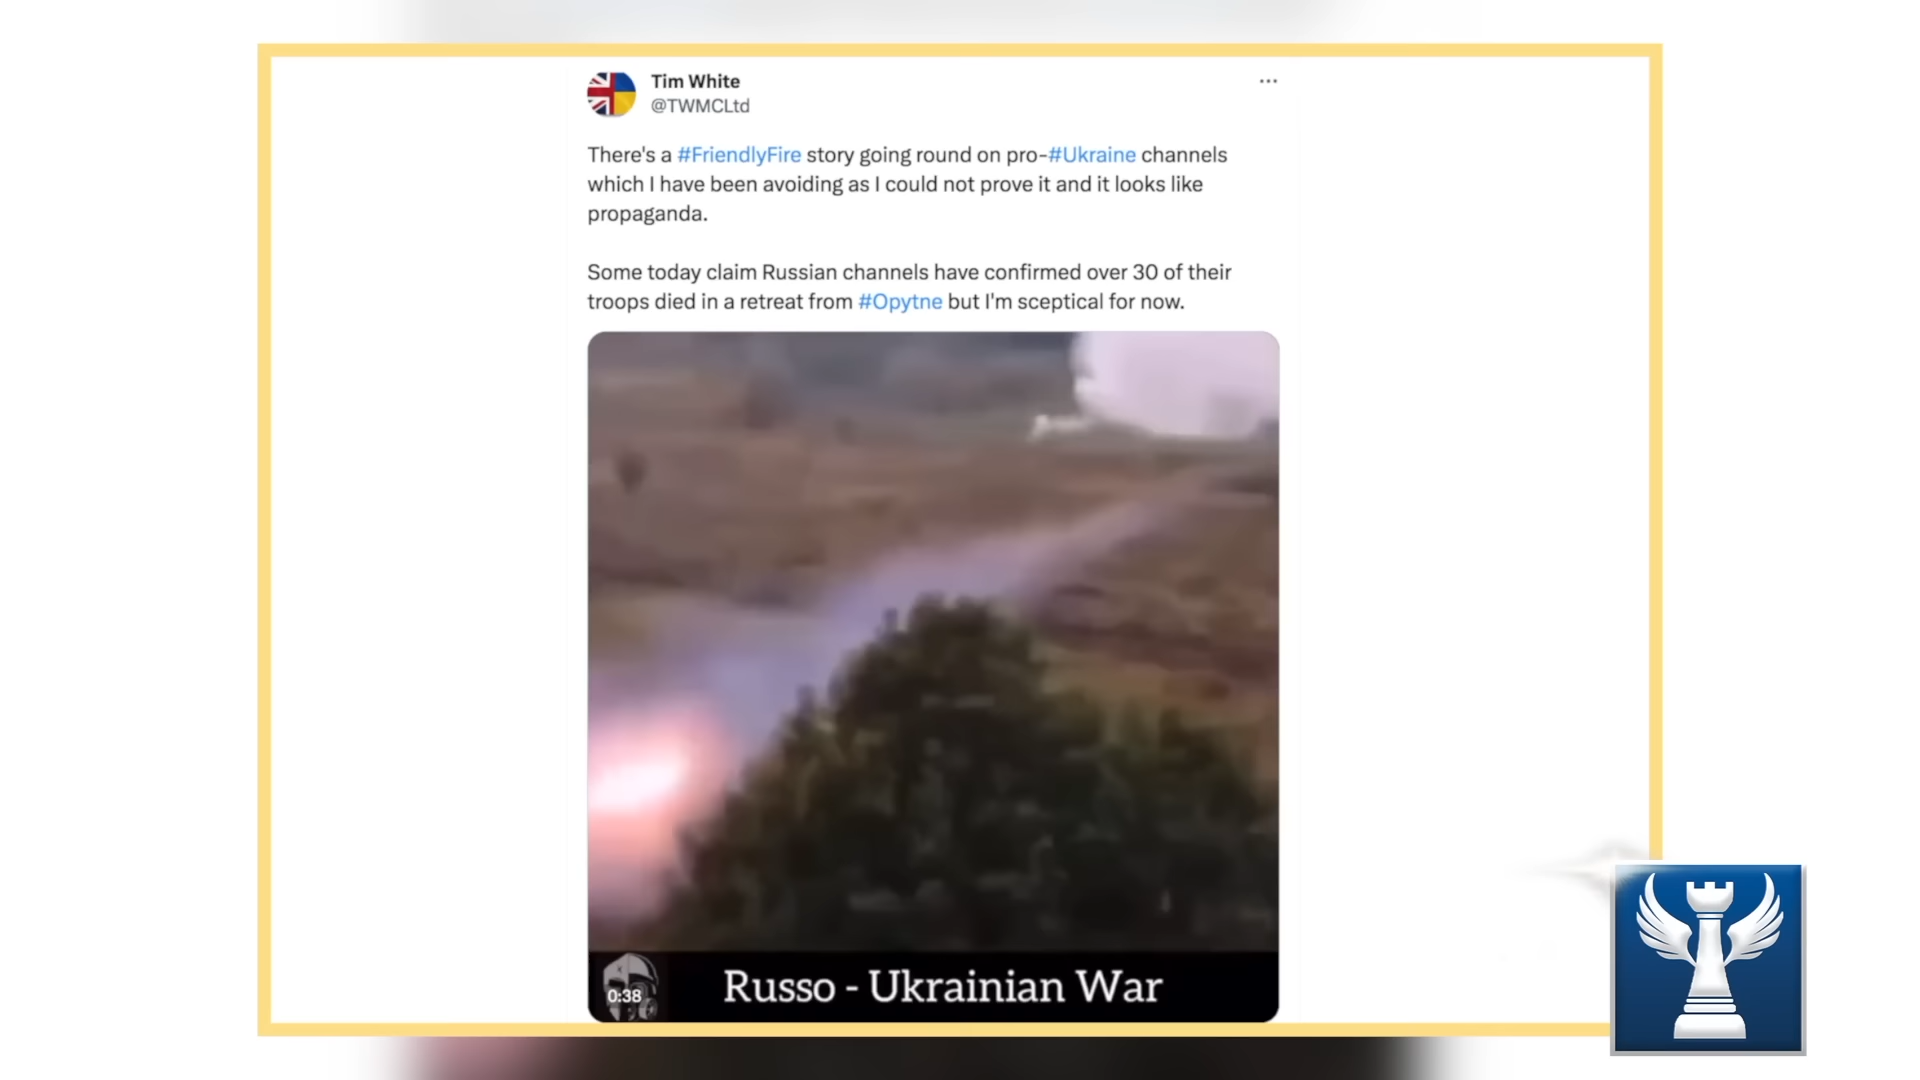 Tim White
@TWMCLtd
There's a #FriendlyFire story going round on pro-#Ukraine channels
which I have been avoiding as I could not prove it and it looks like
propaganda.
Some today claim Russian channels have confirmed over 30 of their
troops died in a retreat from #Opytne but I'm sceptical for now.
0:38
Russo - Ukrainian War